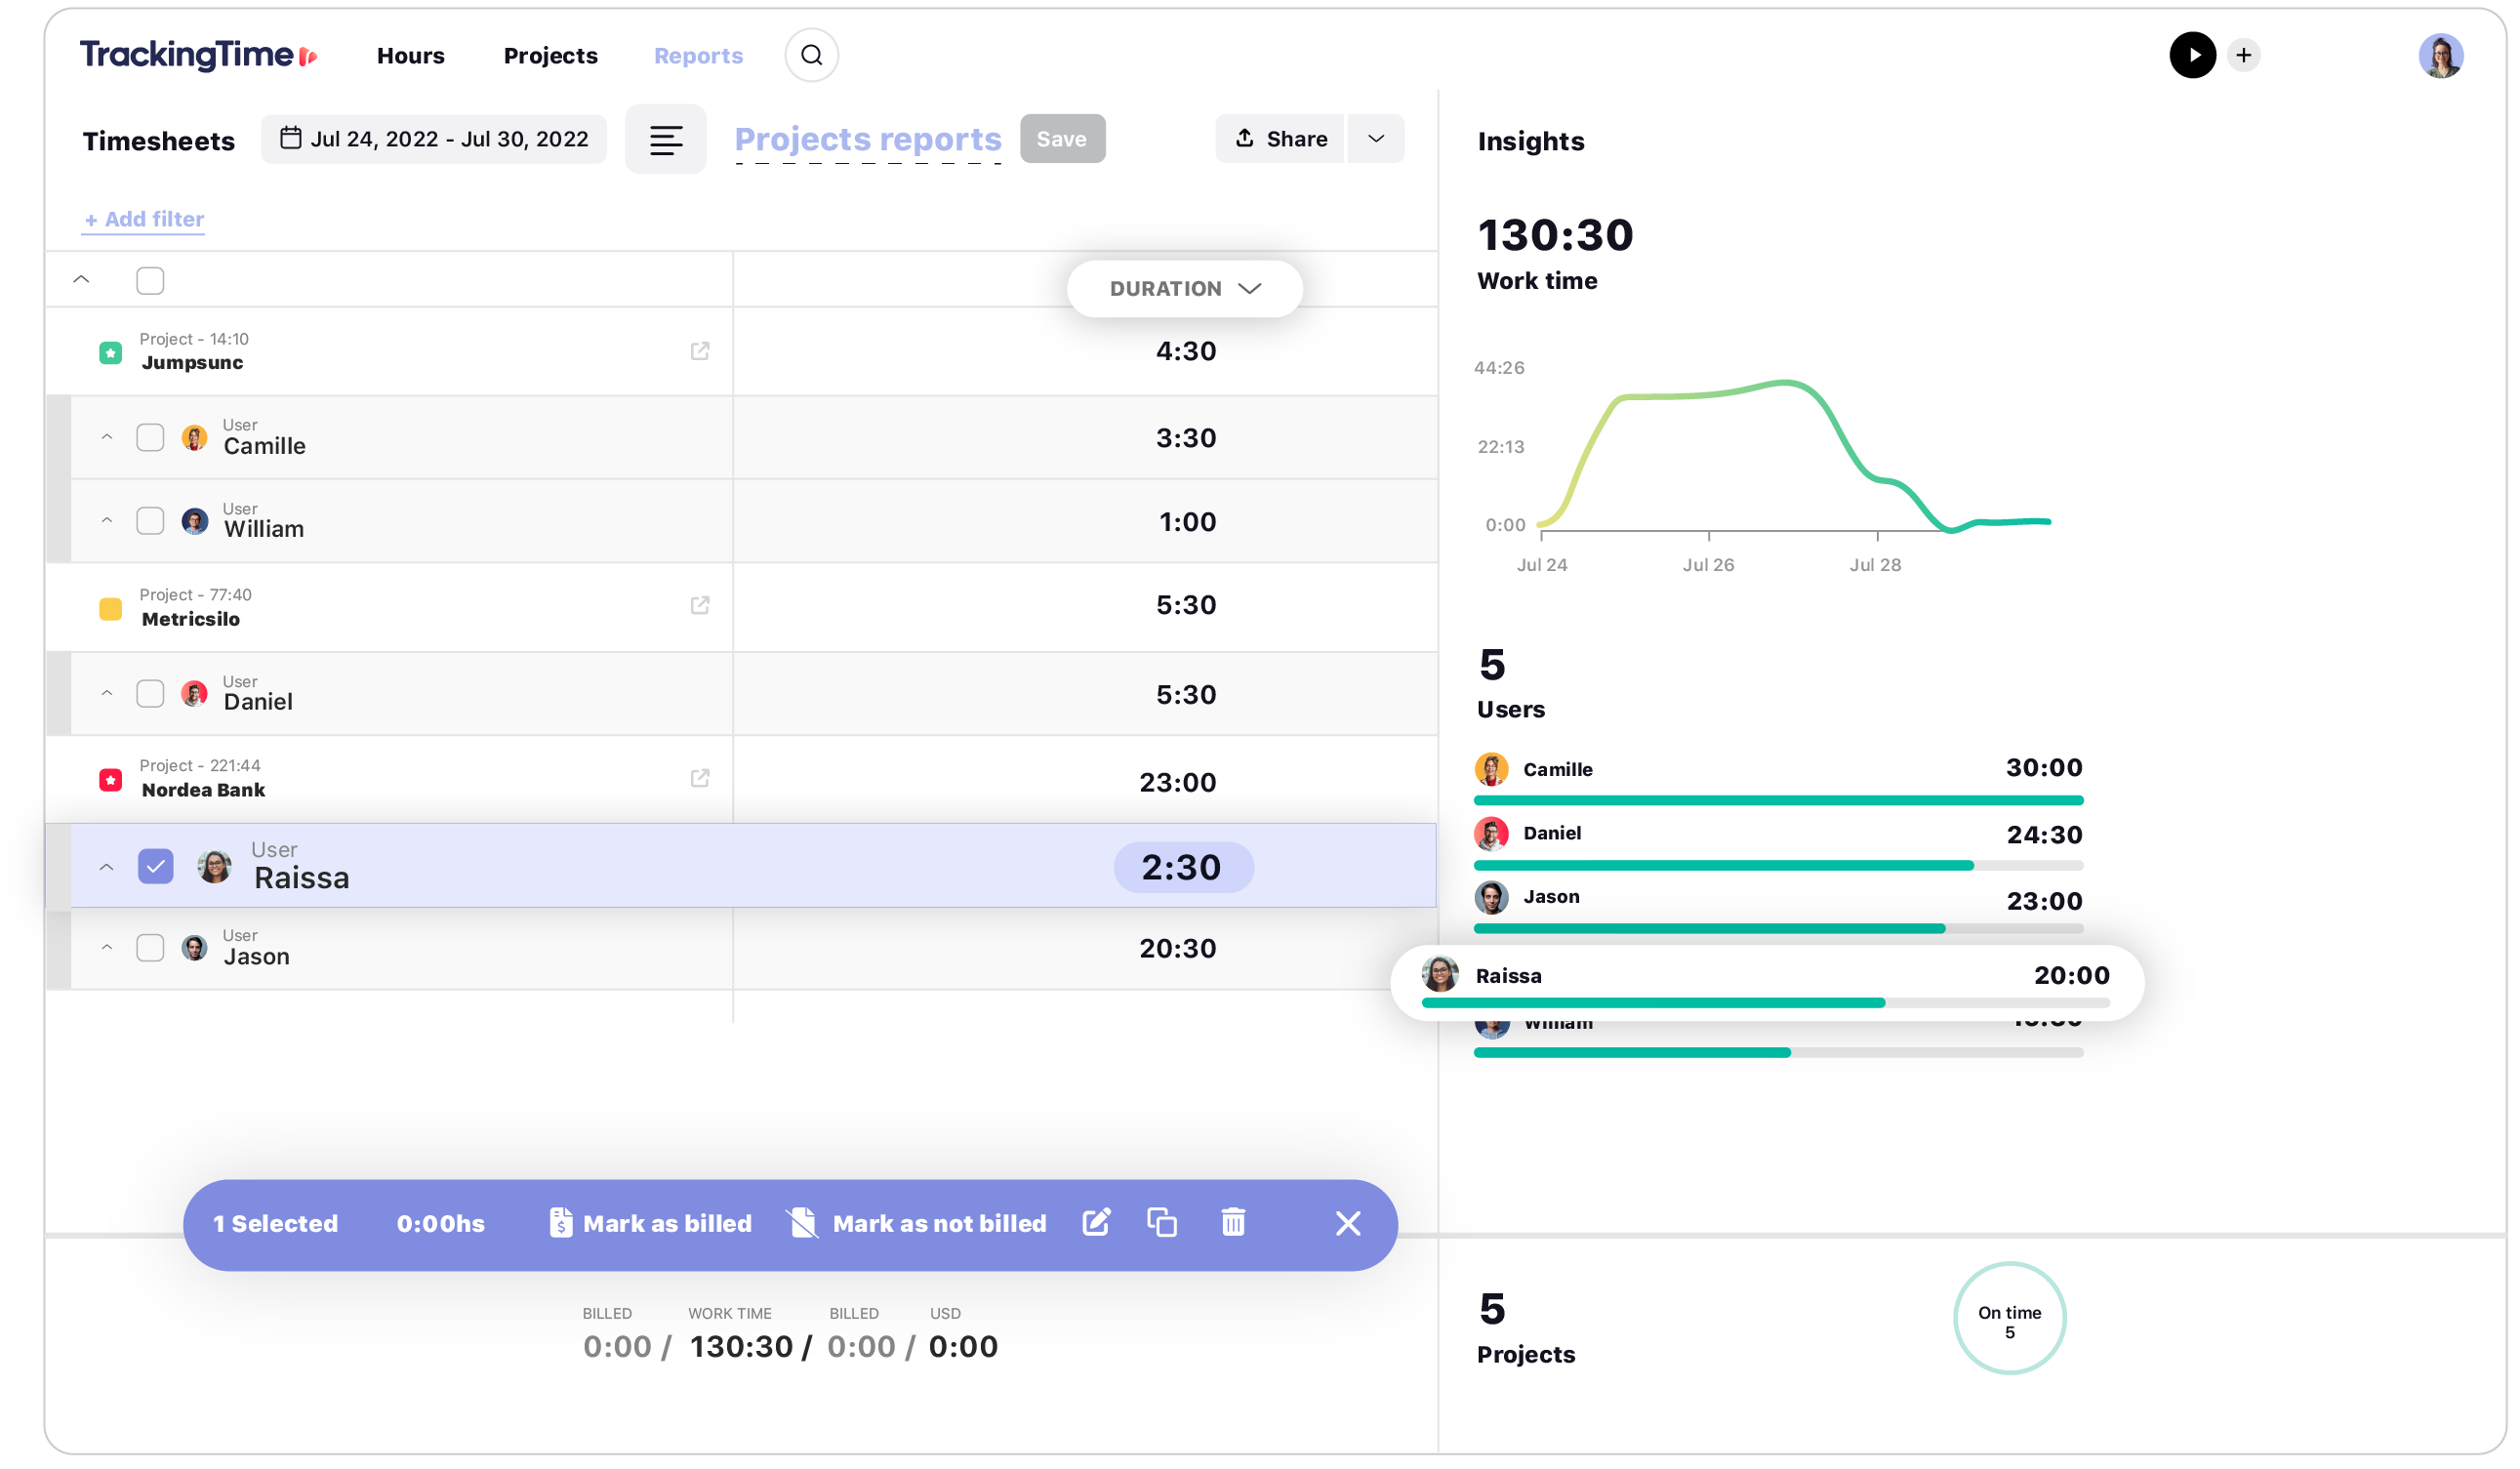 TrackingTime
Hours
Projects
Reports
Timesheets
Jul 24, 2022 - Jul 30, 2022
Projects reports
Save
Share
+ Add filter
DURATION
Project - 14:10
Jumpsunc
4:30
User
Camille
3:30
User
William
1:00
Project - 77:40
Metricsilo
5:30
User
Daniel
5:30
Project - 221:44
Nordea Bank
23:00
User
Raissa
2:30
User
Jason
20:30
1 Selected
0:00hs
Mark as billed
Mark as not billed
BILLED
WORK TIME
BILLED
USD
0:00 / 130:30 / 0:00 / 0:00
Insights
130:30
Work time
44:26
22:13
0:00
Jul 24
Jul 26
Jul 28
5
Users
Camille
30:00
Daniel
24:30
Jason
23:00
Raissa
20:00
William
5
Projects
On time
5